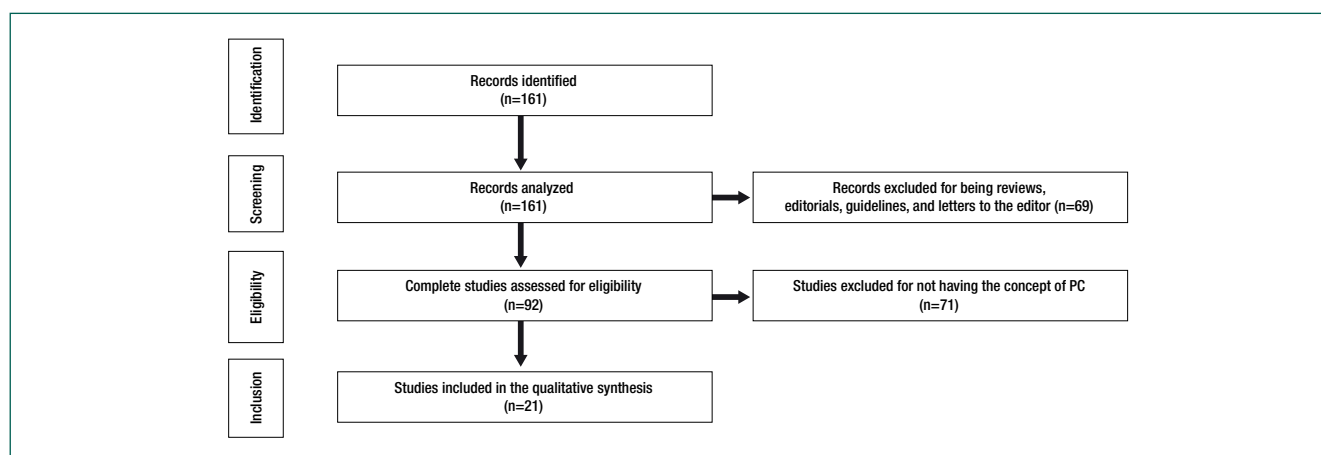 Identification
Records identified
(n=161)
Screening
Records analyzed
(n=161)
Records excluded for being reviews,
editorials, guidelines, and letters to the editor (n=69)
Eligibility
Complete studies assessed for eligibility
(n=92)
Studies excluded for not having the concept of PC
(n=71)
Inclusion
Studies included in the qualitative synthesis
(n=21)